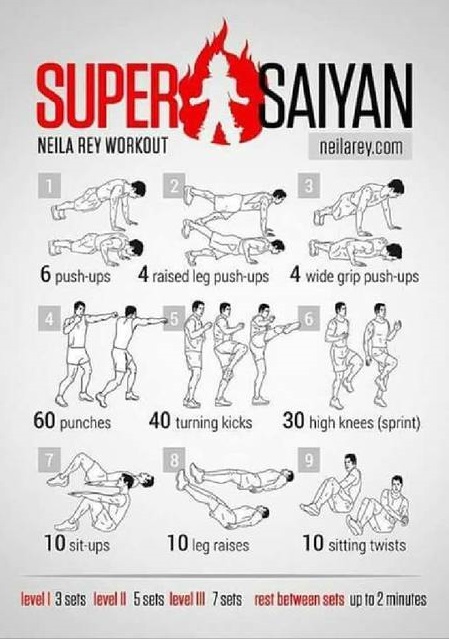 SUPER SAIYAN
NEILA REY WORKOUT
neilarey.com
1 2 3
6 push-ups 4 raised leg push-ups 4 wide grip push-ups
4 5 6
60 punches 40 turning kicks 30 high knees (sprint)
7 8 9
10 sit-ups 10 leg raises 10 sitting twists
level I 3 sets level II 5 sets level III 7 sets rest between sets up to 2 minutes